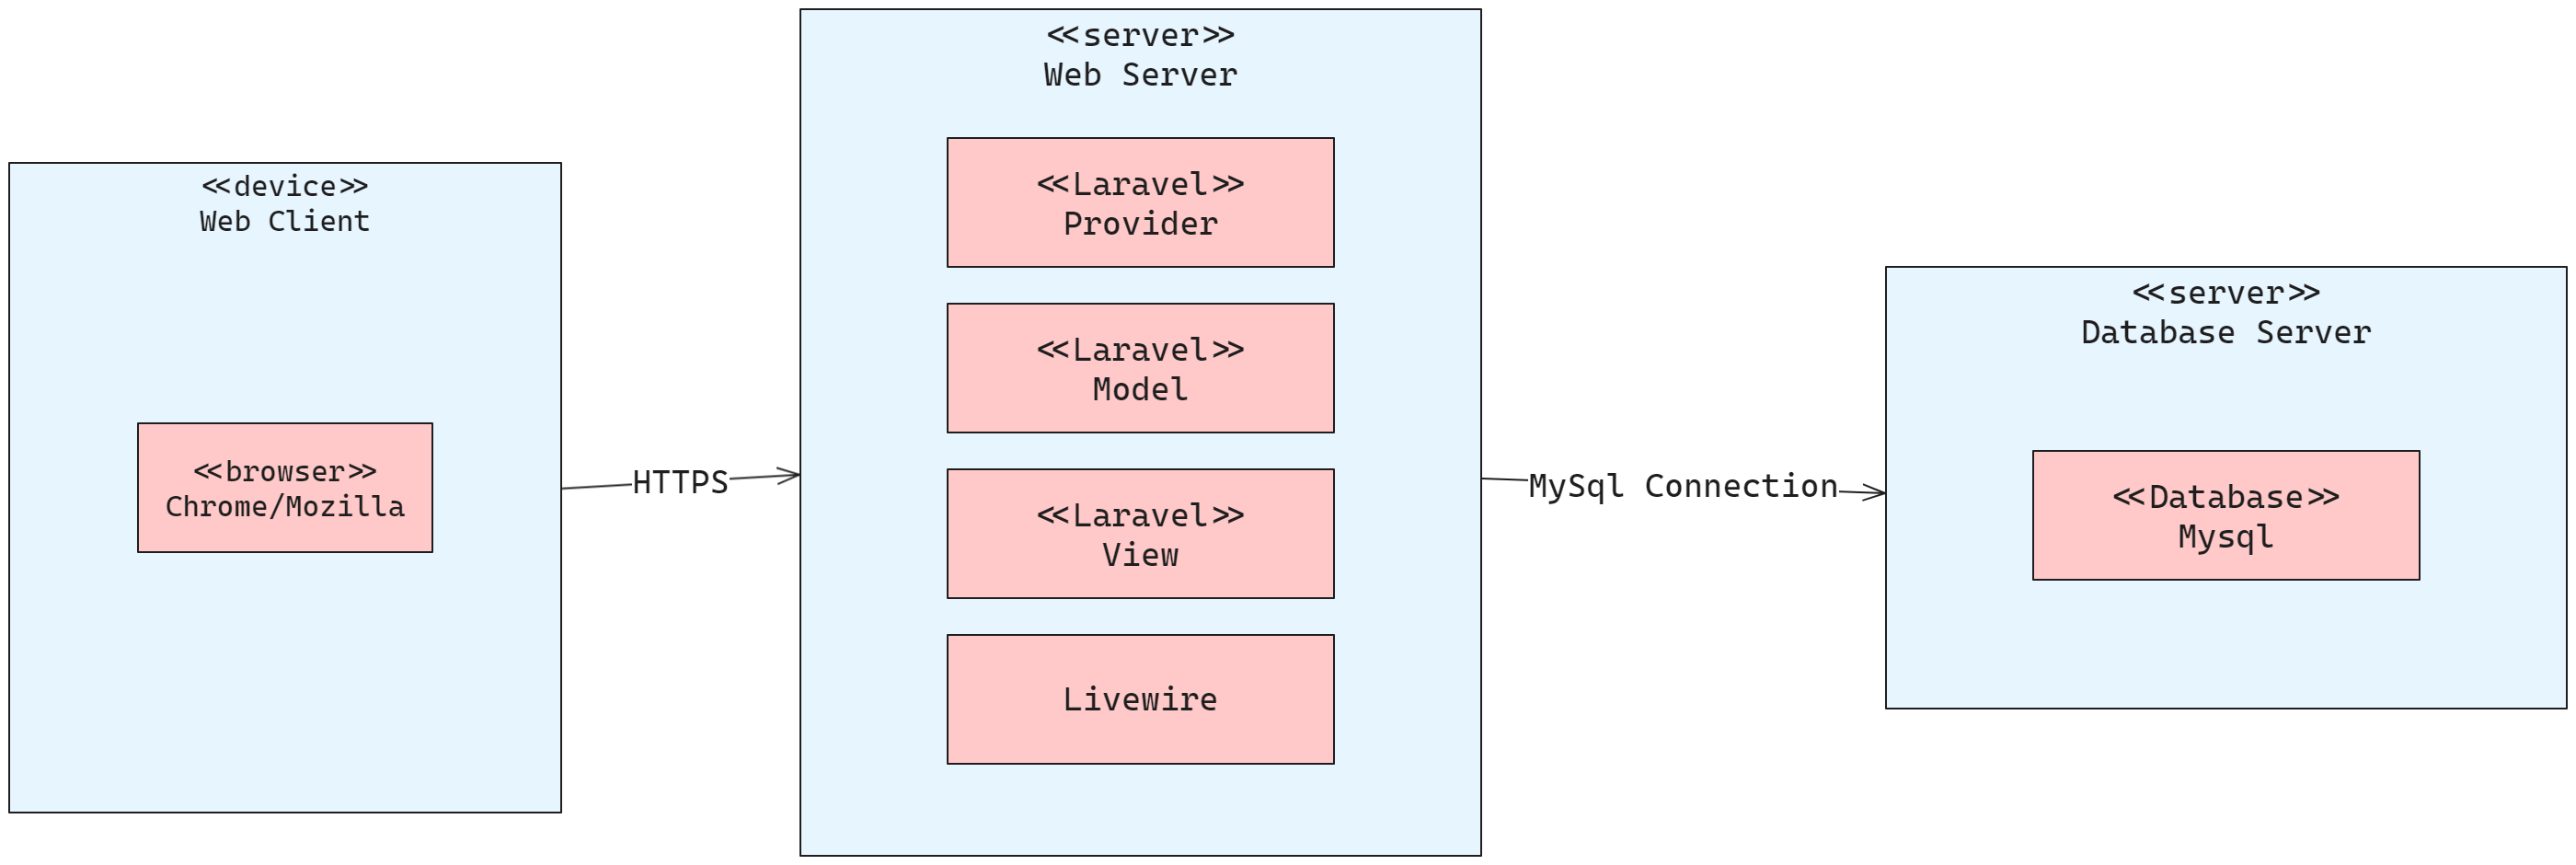 <<device>>
Web Client
<<browser>>
Chrome/Mozilla
HTTPS
<<server>>
Web Server
<<Laravel>>
Provider
<<Laravel>>
Model
<<Laravel>>
View
Livewire
MySql Connection
<<server>>
Database Server
<<Database>>
Mysql